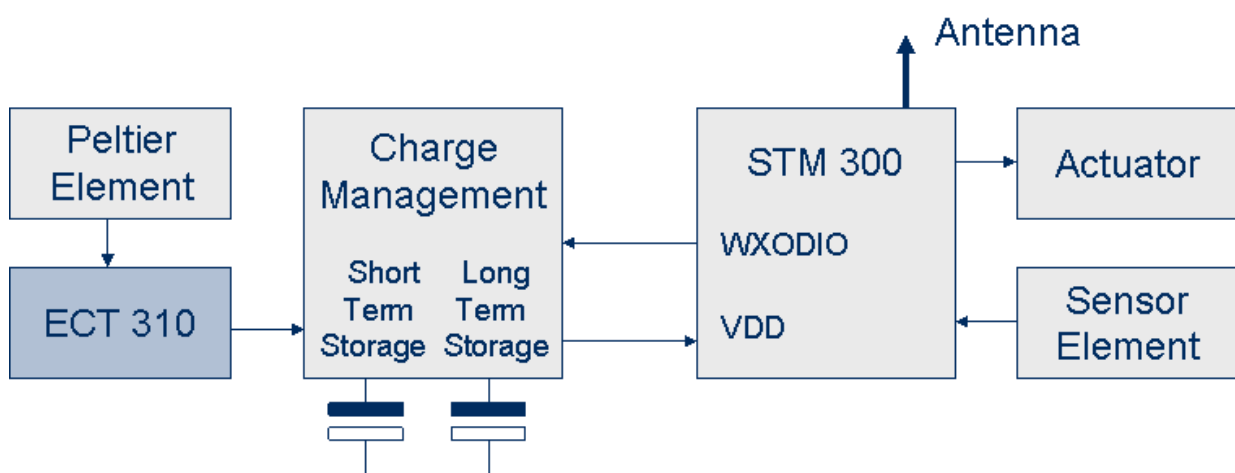 Antenna
Peltier
Element
ECT 310
Charge
Management
Short
Term
Storage
Long
Term
Storage
STM 300
WXODIO
VDD
Actuator
Sensor
Element